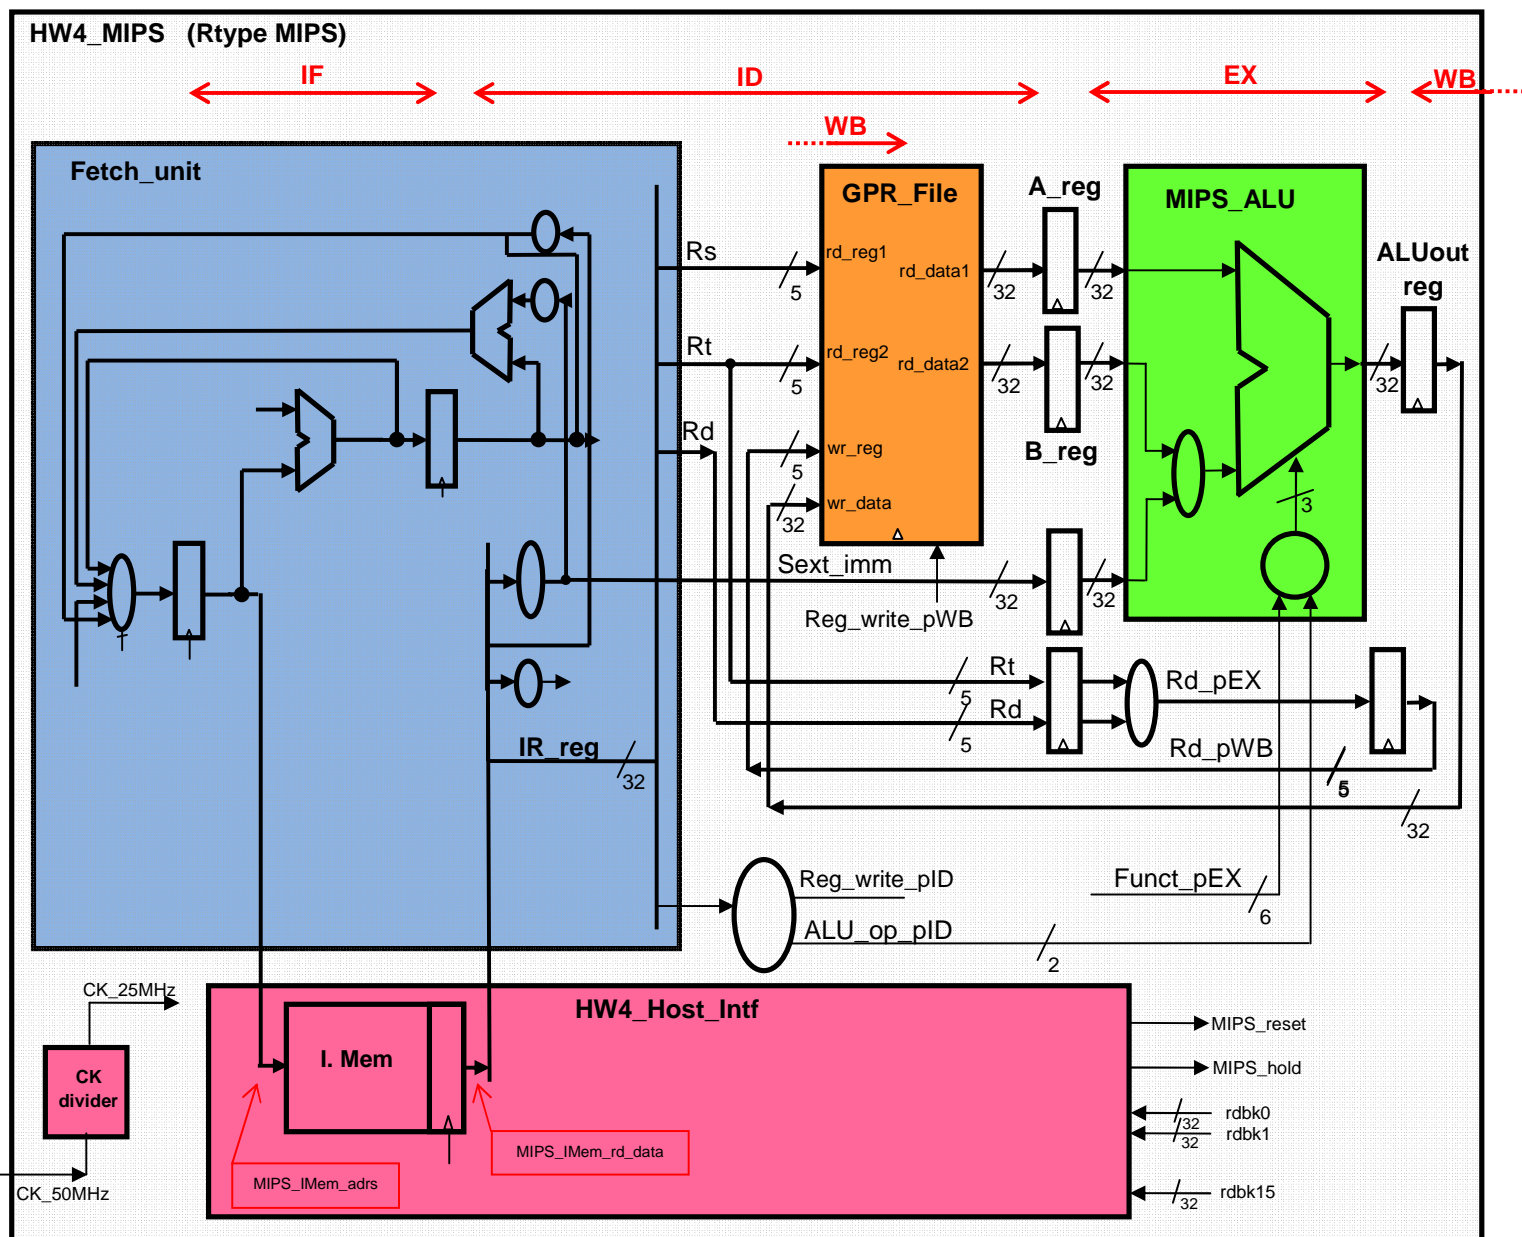 HW4_MIPS (Rtype MIPS)
IF
ID
EX
WB
WB
Fetch_unit
GPR_File
A_reg
MIPS_ALU
ALUout
reg
Rs
5
rd_reg1
rd_data1
32
32
Rt
5
rd_reg2
rd_data2
32
32
32
B_reg
Rd
5
wr_reg
32
wr_data
3
Sext_imm
32
32
Reg_write_pWB
Rt
5
Rd
5
Rd_pEX
Rd_pWB
5
IR_reg
32
32
Reg_write_pID
ALU_op_pID
2
Funct_pEX
6
CK_25MHz
CK
divider
CK_50MHz
HW4_Host_Intf
I. Mem
MIPS_IMem_adrs
MIPS_IMem_rd_data
MIPS_reset
MIPS_hold
32
rdbk0
32
rdbk1
32
rdbk15